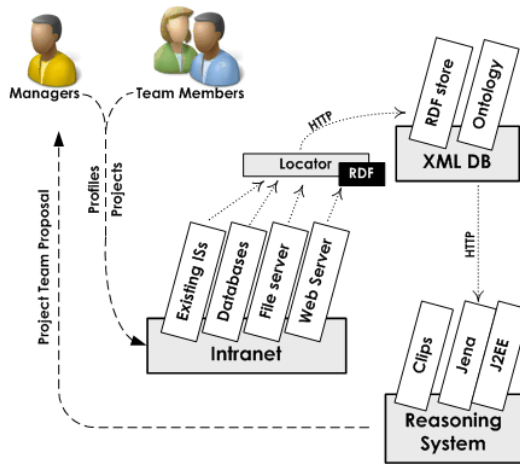 Managers
Team Members
HTTP
RDF store
Ontology
XML DB
Locator
RDF
Profiles
Projects
Project Team Proposal
Existing ISs
Databases
File server
Web Server
Intranet
HTTP
Clips
Jena
J2EE
Reasoning
System